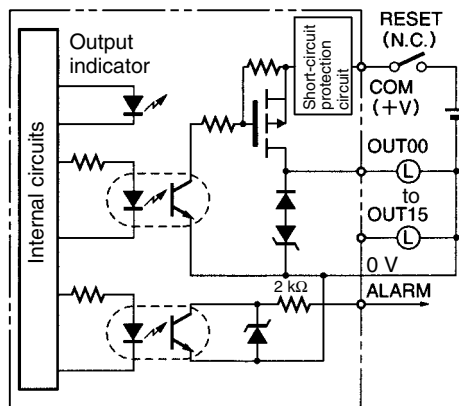 RESET
(N.C.)
Output
indicator
Short-circuit
protection
circuit
COM
(+V)
Internal circuits
OUT00
L
to
OUT15
L
0 V
2 kΩ
ALARM